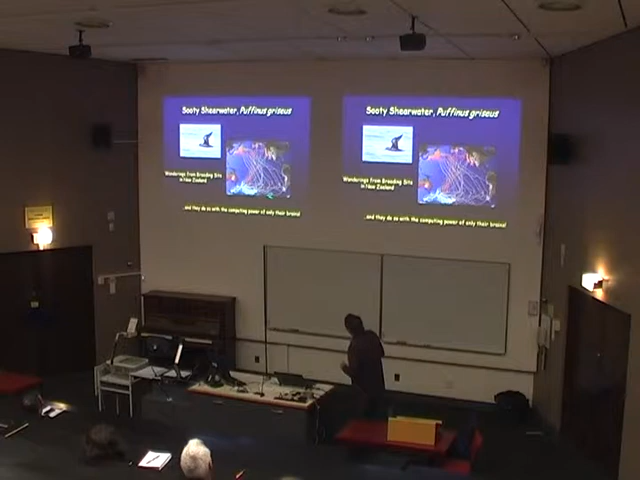 Sooty Shearwater, Puffinus griseus
Wanderings from Breeding Site
in New Zealand
...and they do so with the computing power of only their brains!
Sooty Shearwater, Puffinus griseus
Wanderings from Breeding Site
in New Zealand
...and they do so with the computing power of only their brains!